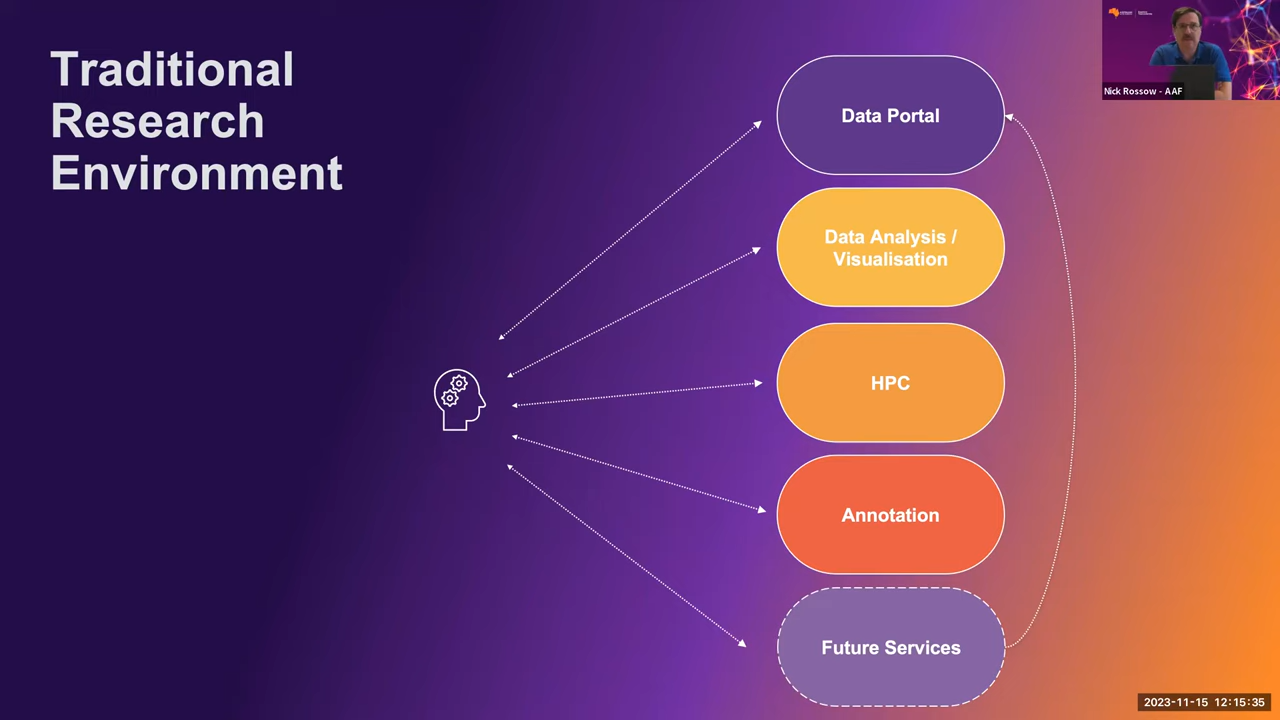 Traditional
Research
Environment
Data Portal
Data Analysis /
Visualisation
HPC
Annotation
Future Services
Nick Rossow - AAF
2023-11-15 12:15:35